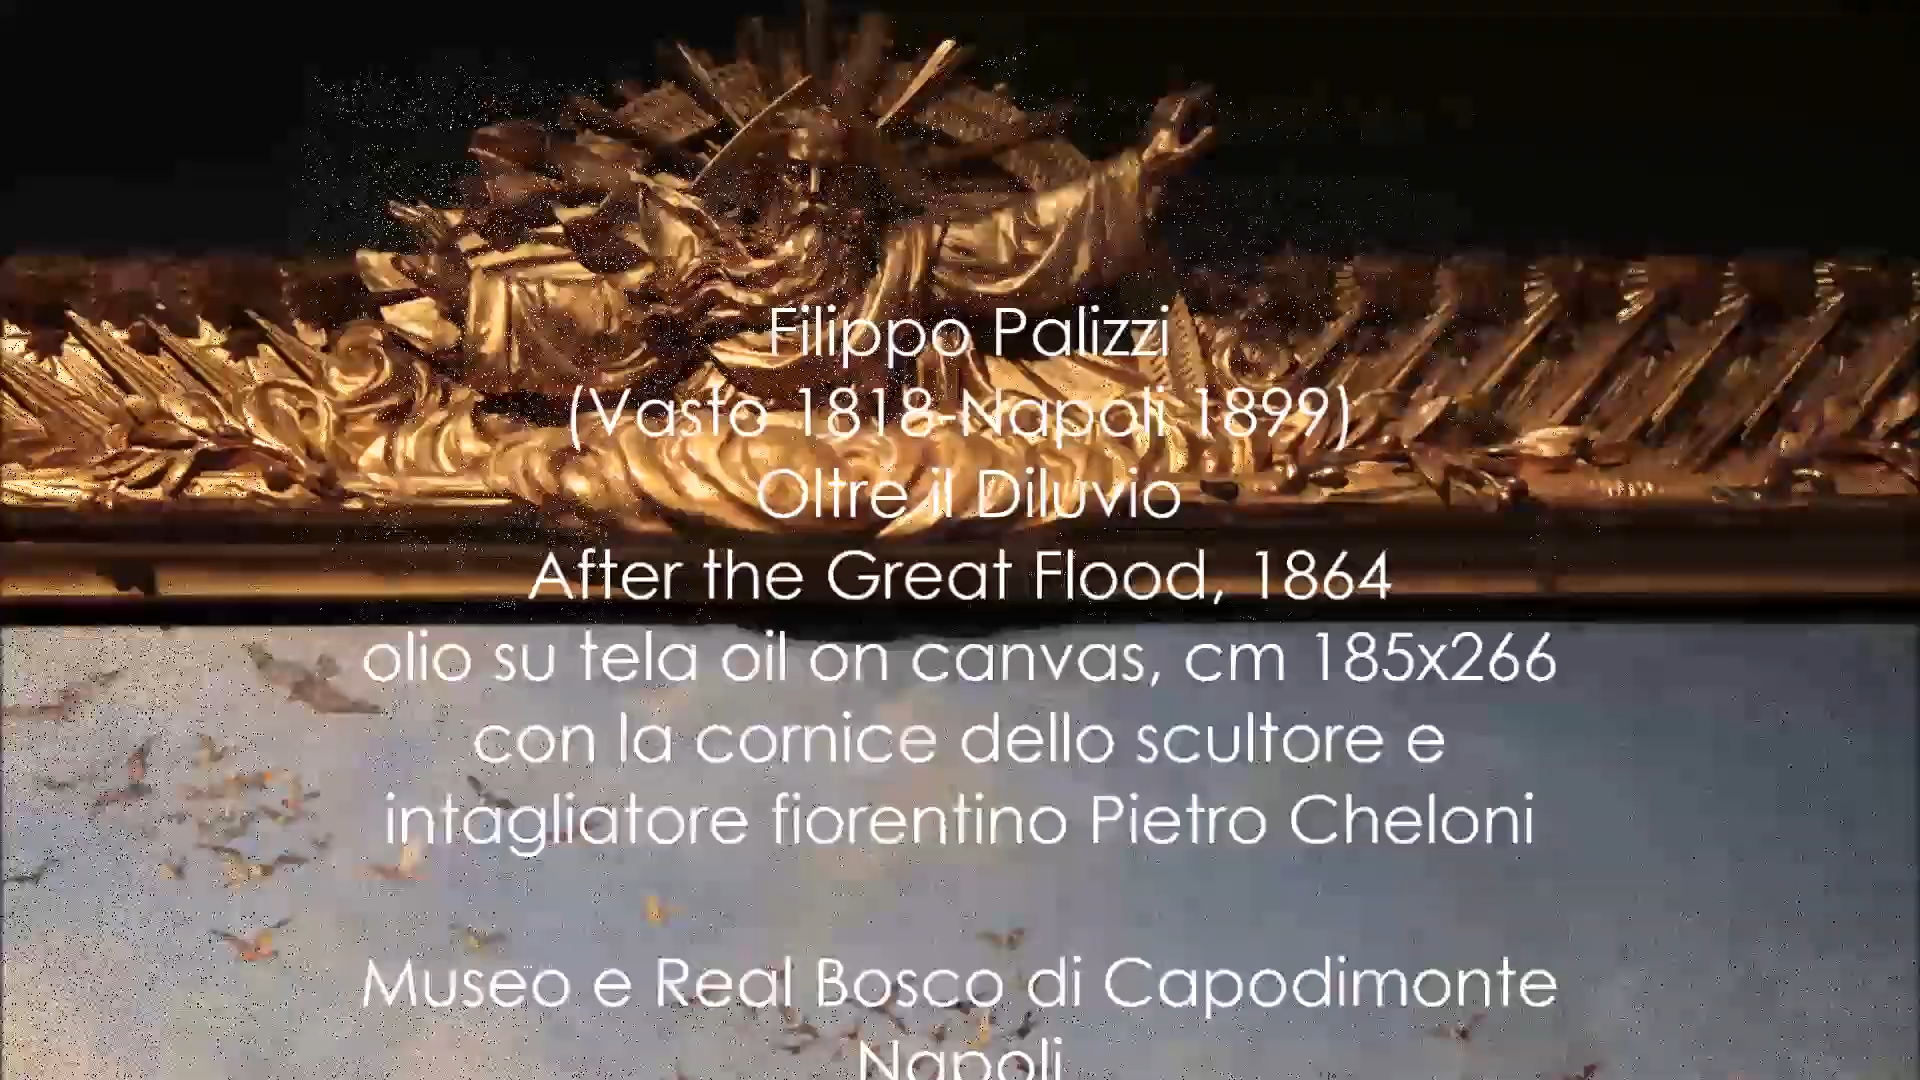 Filippo Palizzi
(Vasto 1818-Napoli 1899)
Oltre il Diluvio
After the Great Flood, 1864
olio su tela oil on canvas, cm 185x266
con la cornice dello scultore e
intagliatore fiorentino Pietro Cheloni
Museo e Real Bosco di Capodimonte
Napoli